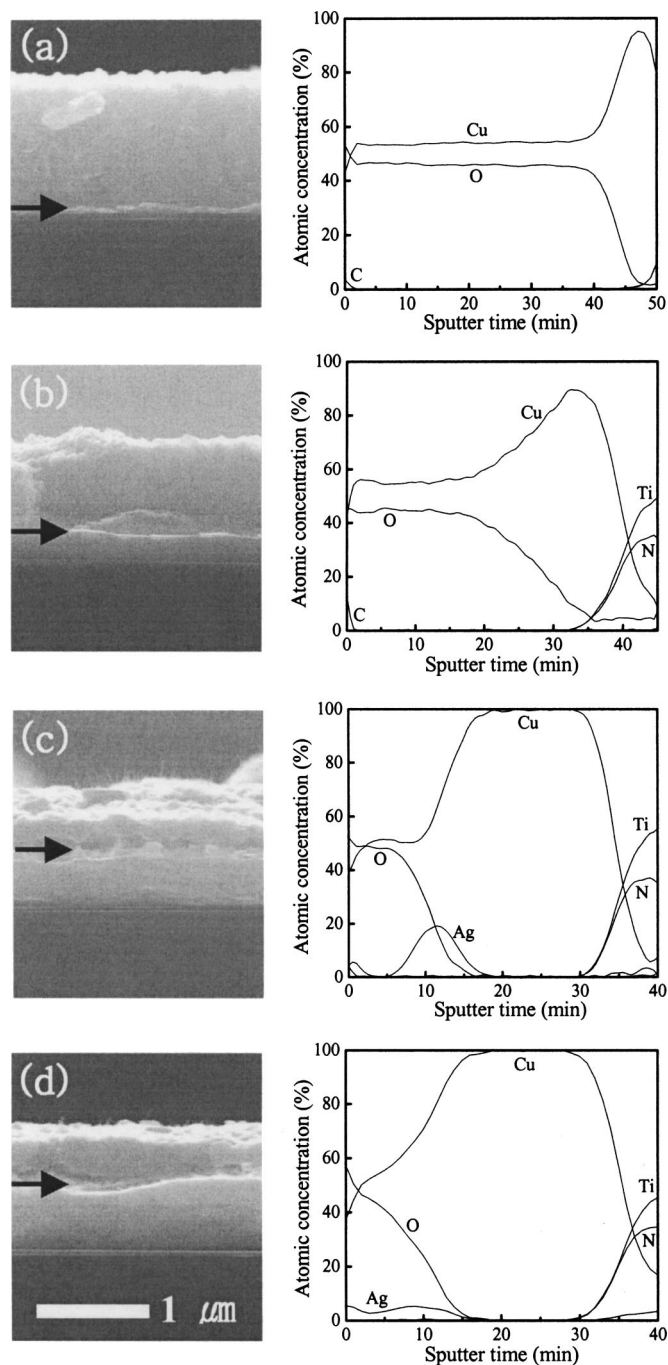 (a)
Atomic concentration (%)
100
80
60
40
20
0
Cu
O
C
0 10 20 30 40 50
Sputter time (min)
(b)
Atomic concentration (%)
100
80
60
40
20
0
Cu
Ti
O
N
C
0 10 20 30 40
Sputter time (min)
(c)
Atomic concentration (%)
100
80
60
40
20
0
Cu
Ti
O
N
Ag
0 10 20 30 40
Sputter time (min)
(d)
1 μm
Atomic concentration (%)
100
80
60
40
20
0
Cu
Ti
O
N
Ag
0 10 20 30 40
Sputter time (min)